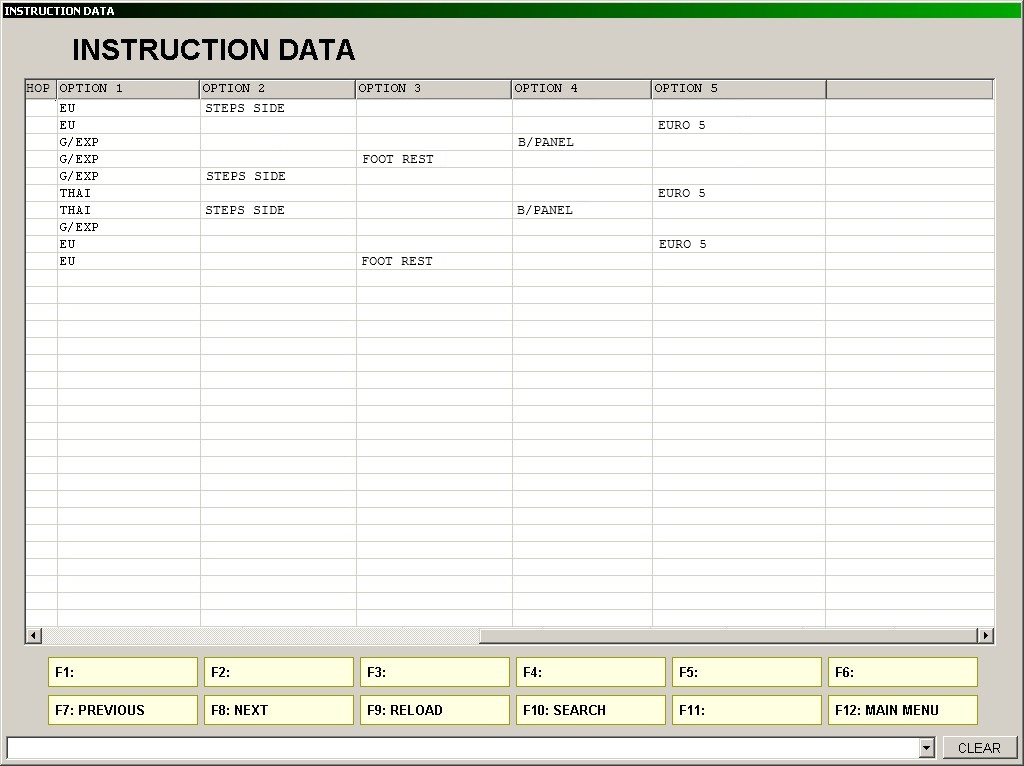 INSTRUCTION DATA
INSTRUCTION DATA
HOP OPTION 1 OPTION 2 OPTION 3 OPTION 4 OPTION 5
EU STEPS SIDE
EU EURO 5
G/EXP B/PANEL
G/EXP FOOT REST
G/EXP STEPS SIDE
THAI EURO 5
THAI STEPS SIDE B/PANEL
G/EXP
EU EURO 5
EU FOOT REST
F1: F2: F3: F4: F5: F6:
F7: PREVIOUS F8: NEXT F9: RELOAD F10: SEARCH F11: F12: MAIN MENU
CLEAR